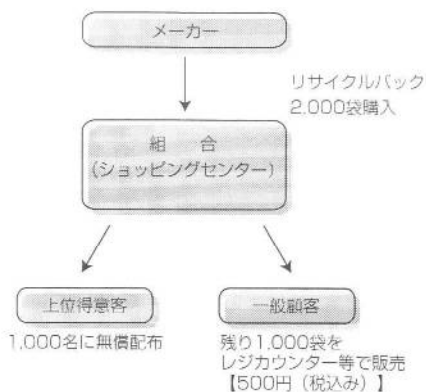 メーカー
リサイクルバック
2,000袋購入
組　合
(ショッピングセンター)
上位得意客
1,000名に無償配布
一般顧客
残り1,000袋を
レジカウンター等で販売
【500円（税込み）】